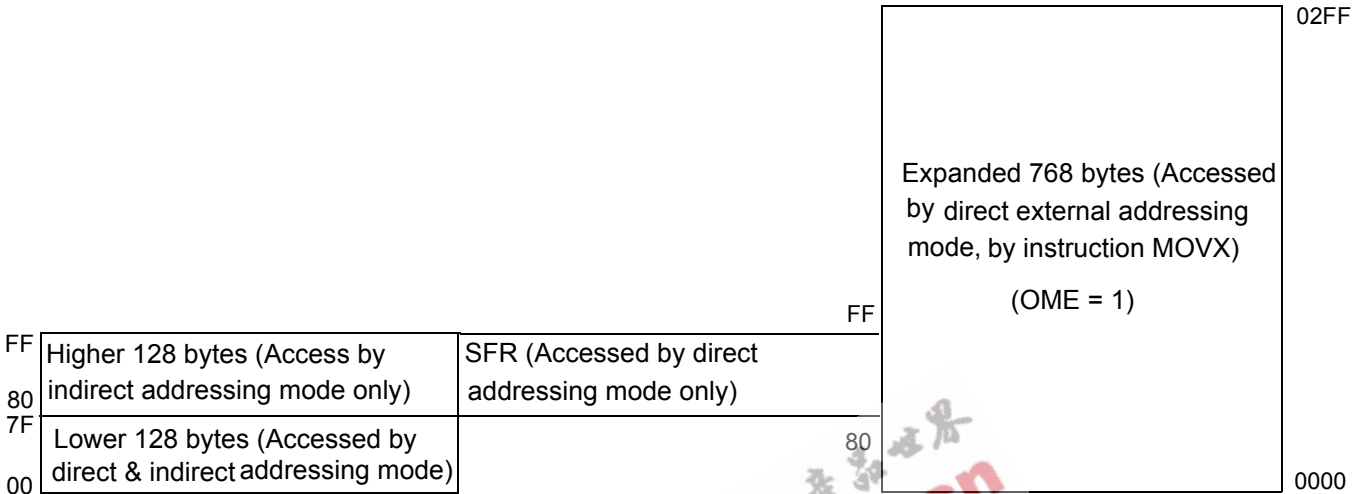 02FF
Expanded 768 bytes (Accessed
by direct external addressing
mode, by instruction MOVX)
(OME = 1)
FF
FF
Higher 128 bytes (Access by
indirect addressing mode only)
SFR (Accessed by direct
addressing mode only)
80
7F
Lower 128 bytes (Accessed by
direct & indirect addressing mode)
80
00
0000